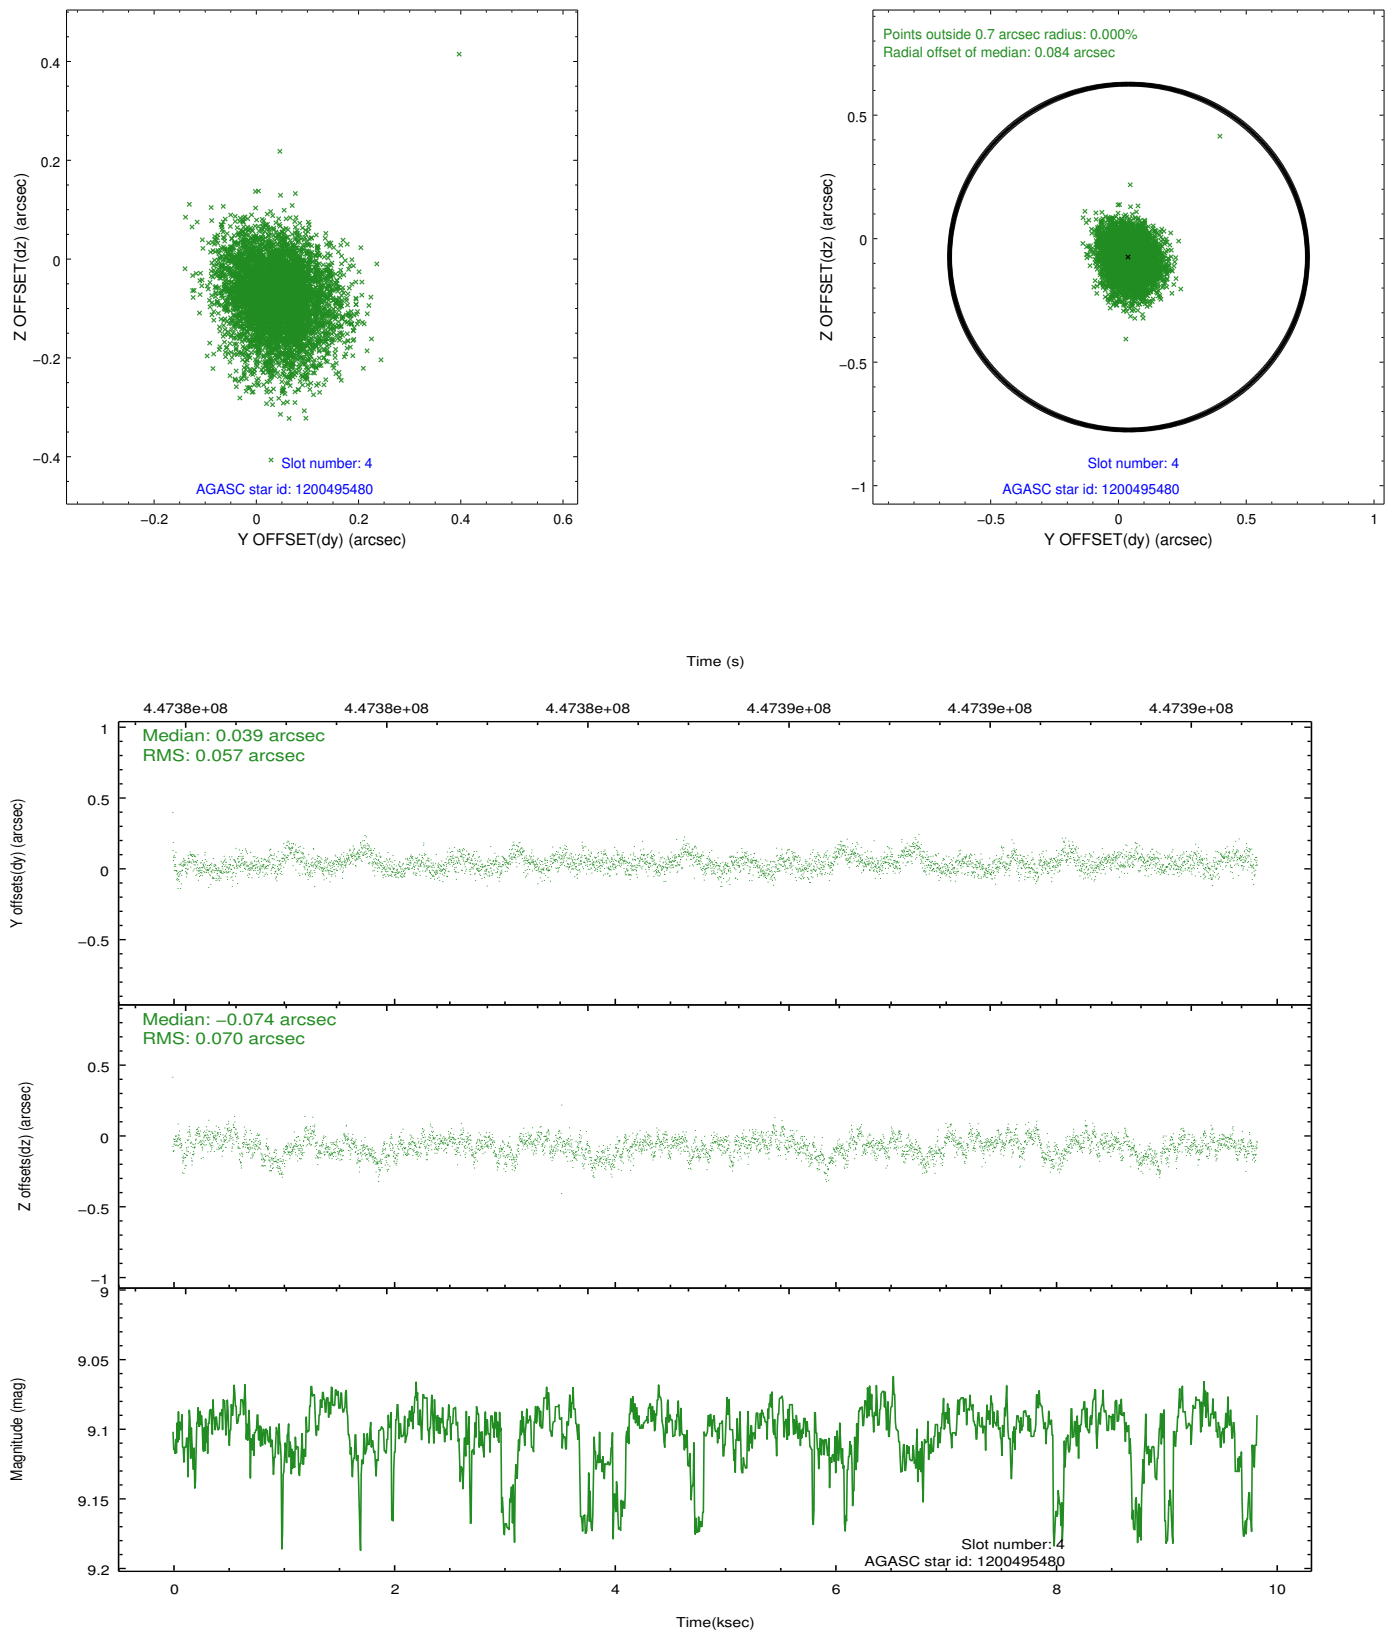 0.4
0.2
0
−0.2
−0.4
Z OFFSET(dz) (arcsec)
Slot number: 4
AGASC star id: 1200495480
−0.2 0 0.2 0.4 0.6
Y OFFSET(dy) (arcsec)
Points outside 0.7 arcsec radius: 0.000%
Radial offset of median: 0.084 arcsec
0.5
0
−0.5
−1
Z OFFSET(dz) (arcsec)
Slot number: 4
AGASC star id: 1200495480
−0.5 0 0.5 1
Y OFFSET(dy) (arcsec)
Time (s)
4.4738e+08 4.4738e+08 4.4738e+08 4.4739e+08 4.4739e+08 4.4739e+08
Median: 0.039 arcsec
RMS: 0.057 arcsec
1
0.5
0
−0.5
Y offsets(dy) (arcsec)
Median: −0.074 arcsec
RMS: 0.070 arcsec
0.5
0
−0.5
−1
Z offsets(dz) (arcsec)
9
9.05
9.1
9.15
9.2
Magnitude (mag)
Slot number: 4
AGASC star id: 1200495480
0 2 4 6 8 10
Time(ksec)